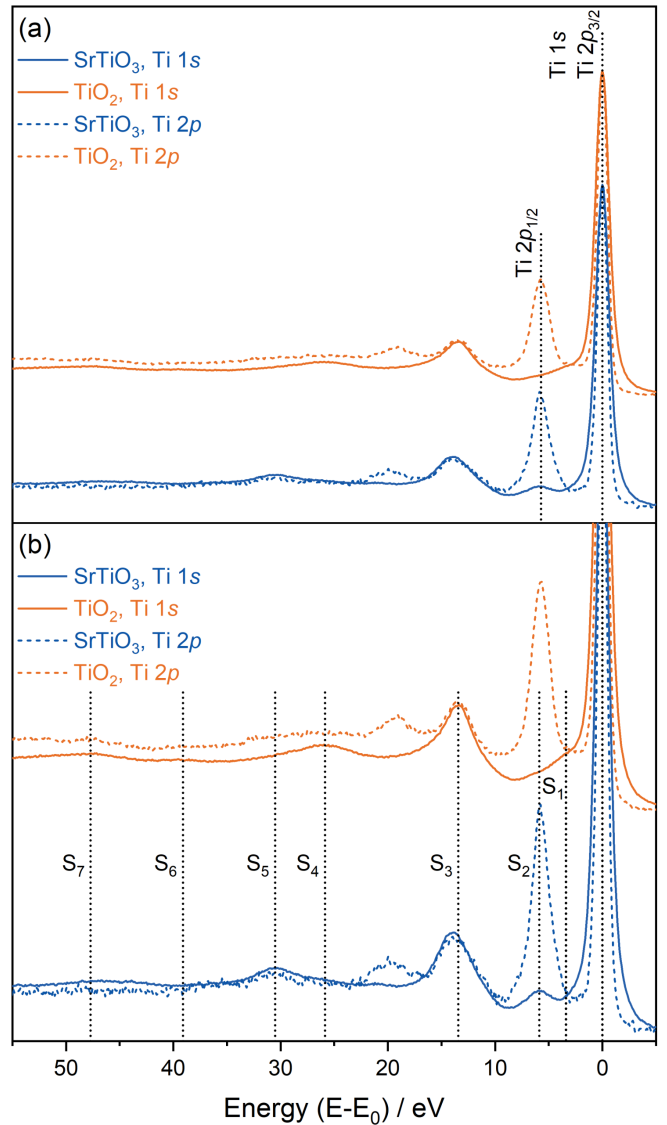 (a)
SrTiO₃, Ti 1s
TiO₂, Ti 1s
SrTiO₃, Ti 2p
TiO₂, Ti 2p
Ti 2p₁/₂
Ti 1s
Ti 2p₃/₂
(b)
SrTiO₃, Ti 1s
TiO₂, Ti 1s
SrTiO₃, Ti 2p
TiO₂, Ti 2p
S₁
S₇
S₆
S₅
S₄
S₃
S₂
50 40 30 20 10 0
Energy (E-E₀) / eV